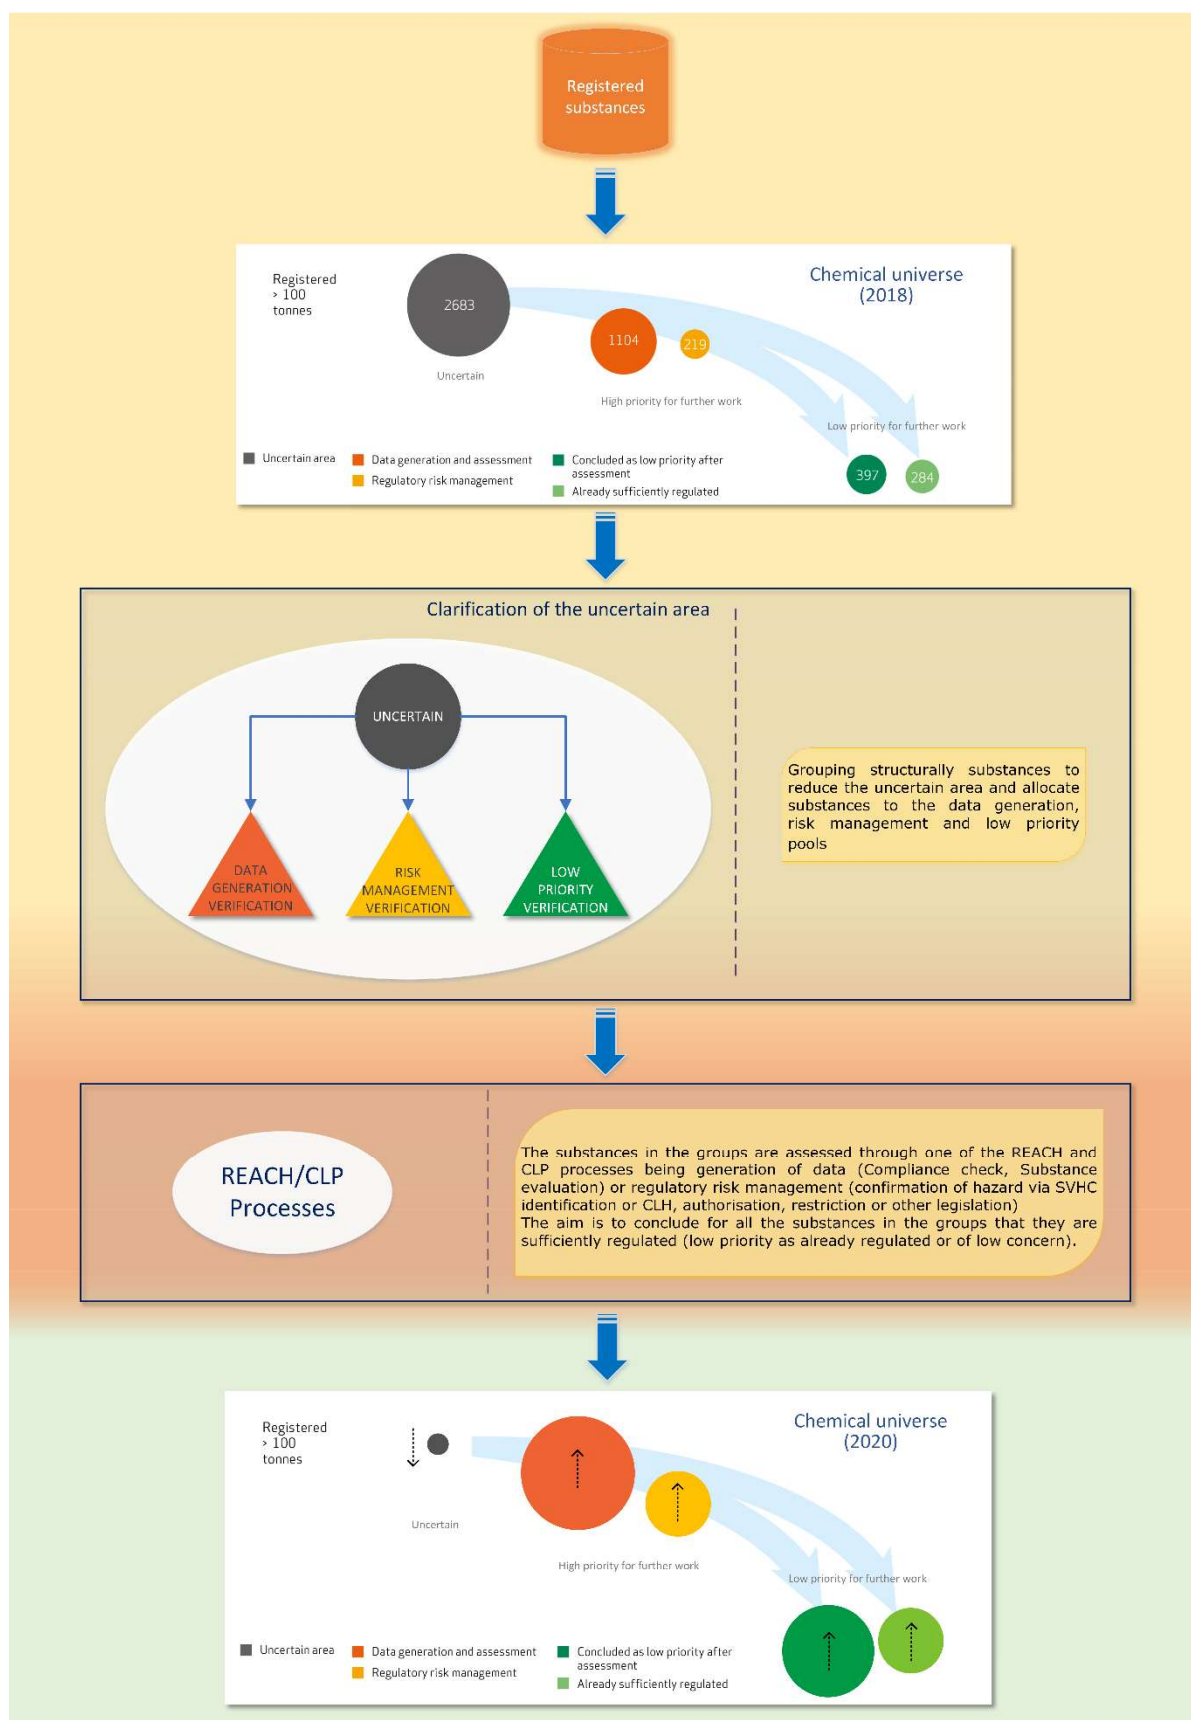 Registered
substances
Registered
> 100
tonnes
Chemical universe
(2018)
2683
1104
219
Uncertain
High priority for further work
Low priority for further work
397
284
Uncertain area
Data generation and assessment
Regulatory risk management
Concluded as low priority after
assessment
Already sufficiently regulated
Clarification of the uncertain area
UNCERTAIN
DATA
GENERATION
VERIFICATION
RISK
MANAGEMENT
VERIFICATION
LOW
PRIORITY
VERIFICATION
Grouping structurally substances to
reduce the uncertain area and allocate
substances to the data generation,
risk management and low priority
pools
REACH/CLP
Processes
The substances in the groups are assessed through one of the REACH and
CLP processes being generation of data (Compliance check, Substance
evaluation) or regulatory risk management (confirmation of hazard via SVHC
identification or CLH, authorisation, restriction or other legislation)
The aim is to conclude for all the substances in the groups that they are
sufficiently regulated (low priority as already regulated or of low concern).
Registered
> 100
tonnes
Chemical universe
(2020)
Uncertain
High priority for further work
Low priority for further work
Uncertain area
Data generation and assessment
Regulatory risk management
Concluded as low priority after
assessment
Already sufficiently regulated